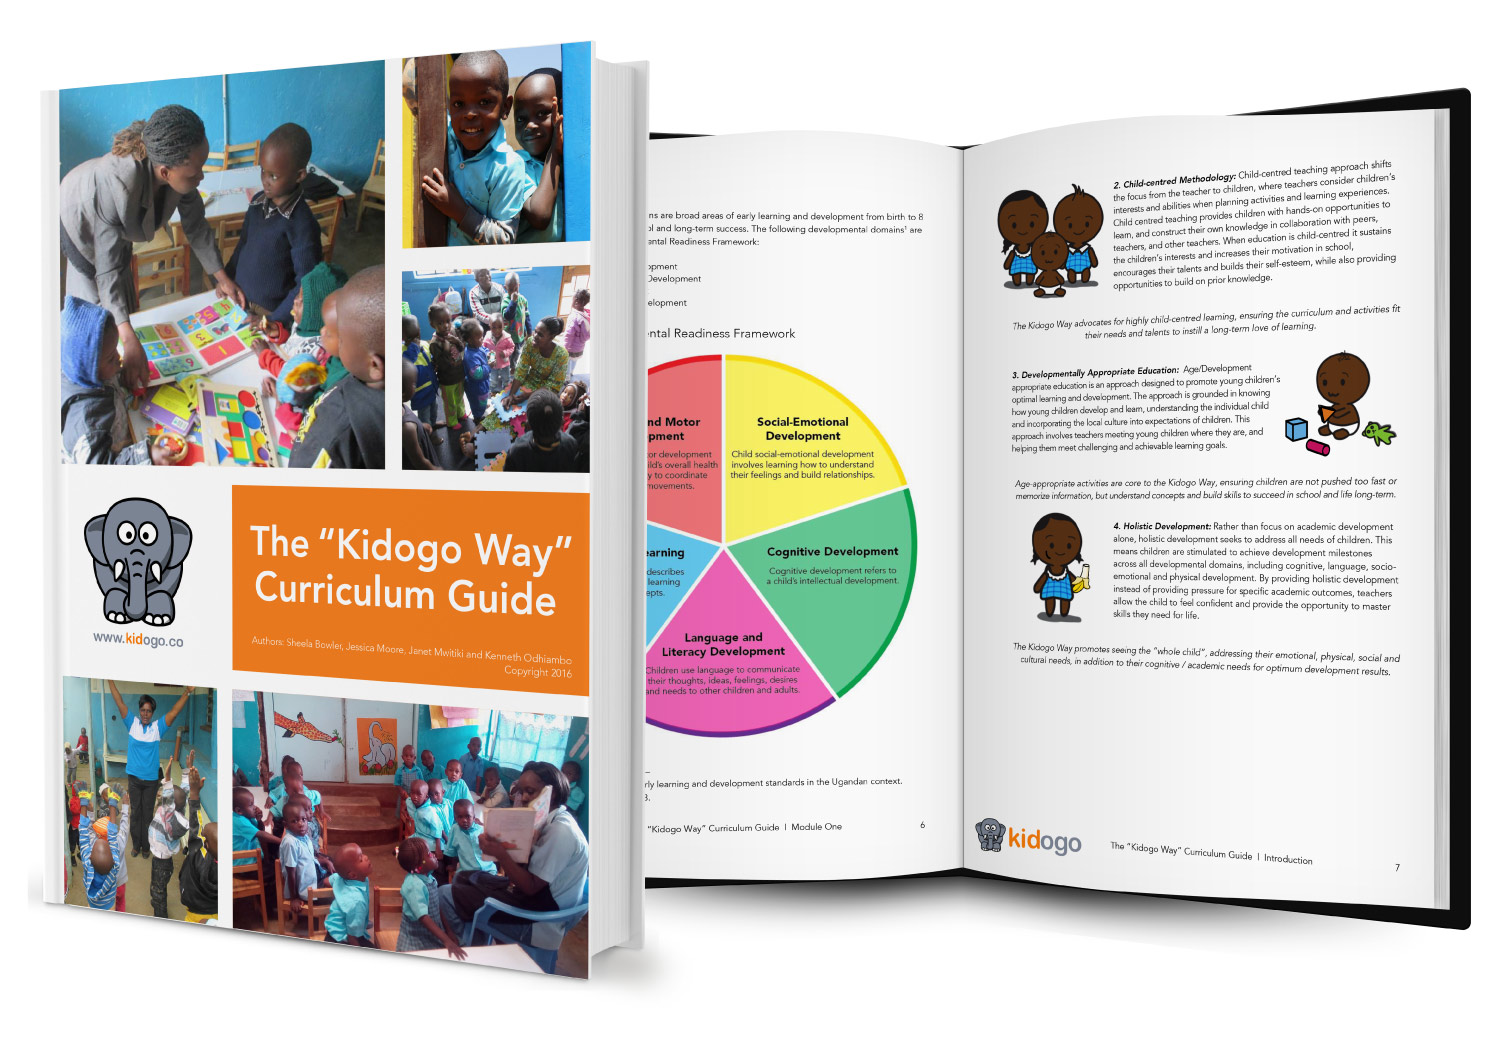 The "Kidogo Way"
Curriculum Guide
Authors: Sheela Bowler, Jessica Moore, Janet Mwitiki and Kenneth Odhiambo
Copyright 2016
www.kidogo.co
ns are broad areas of early learning and development from birth to 8
ol and long-term success. The following developmental domains¹ are
ental Readiness Framework:
opment
Development
elopment
ental Readiness Framework
nd Motor
pment
or development
ild's overall health
y to coordinate
movements.
Social-Emotional
Development
Child social-emotional development
involves learning how to understand
their feelings and build relationships.
earning
describes
learning
epts.
Cognitive Development
Cognitive development refers to
a child's intellectual development.
Language and
Literacy Development
Children use language to communicate
their thoughts, ideas, feelings, desires
and needs to other children and adults.
rly learning and development standards in the Ugandan context.
3.
"Kidogo Way" Curriculum Guide | Module One
6
2. Child-centred Methodology: Child-centred teaching approach shifts
the focus from the teacher to children, where teachers consider children's
interests and abilities when planning activities and learning experiences.
Child centred teaching provides children with hands-on opportunities to
learn, and construct their own knowledge in collaboration with peers,
teachers, and other teachers. When education is child-centred it sustains
the children's interests and increases their motivation in school,
encourages their talents and builds their self-esteem, while also providing
opportunities to build on prior knowledge.
The Kidogo Way advocates for highly child-centred learning, ensuring the curriculum and activities fit
their needs and talents to instill a long-term love of learning.
3. Developmentally Appropriate Education: Age/Development
appropriate education is an approach designed to promote young children's
optimal learning and development. The approach is grounded in knowing
how young children develop and learn, understanding the individual child
and incorporating the local culture into expectations of children. This
approach involves teachers meeting young children where they are, and
helping them meet challenging and achievable learning goals.
Age-appropriate activities are core to the Kidogo Way, ensuring children are not pushed too fast or
memorize information, but understand concepts and build skills to succeed in school and life long-term.
4. Holistic Development: Rather than focus on academic development
alone, holistic development seeks to address all needs of children. This
means children are stimulated to achieve development milestones
across all developmental domains, including cognitive, language, socio-
emotional and physical development. By providing holistic development
instead of providing pressure for specific academic outcomes, teachers
allow the child to feel confident and provide the opportunity to master
skills they need for life.
The Kidogo Way promotes seeing the "whole child", addressing their emotional, physical, social and
cultural needs, in addition to their cognitive / academic needs for optimum development results.
kidogo
The "Kidogo Way" Curriculum Guide | Introduction
7